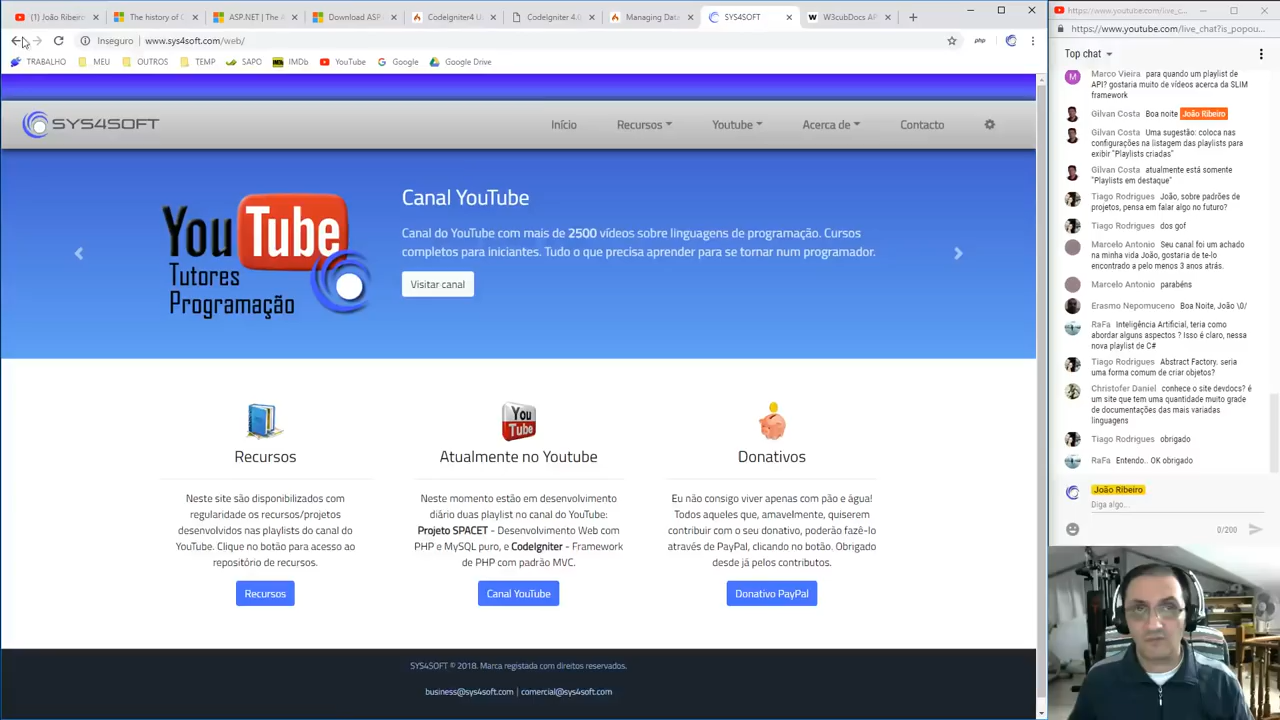 (1) João Ribeiro
The history of
ASP.NET | The
Download ASP
CodeIgniter4
CodeIgniter 4.0
Managing Data
SYS4SOFT
W3cubDocs AP
Inseguro www.sys4soft.com/web/
TRABALHO MEU OUTROS TEMP SAPO IMDb YouTube Google Google Drive
SYS4SOFT
Início Recursos Youtube Acerca de Contacto
YouTube
Tutores
Programação
Canal YouTube
Canal do YouTube com mais de 2500 vídeos sobre linguagens de programação. Cursos
completos para iniciantes. Tudo o que precisa aprender para se tornar num programador.
Visitar canal
Recursos
Neste site são disponibilizados com
regularidade os recursos/projetos
desenvolvidos nas playlists do canal do
YouTube. Clique no botão para acesso ao
repositório de recursos.
Recursos
You
Tube
Atualmente no Youtube
Neste momento estão em desenvolvimento
diário duas playlist no canal do YouTube:
Projeto SPACET - Desenvolvimento Web com
PHP e MySQL puro, e CodeIgniter - Framework
de PHP com padrão MVC.
Canal YouTube
Donativos
Eu não consigo viver apenas com pão e água!
Todos aqueles que, amavelmente, quiserem
contribuir com o seu donativo, poderão fazê-lo
através de PayPal, clicando no botão. Obrigado
desde já pelos contributos.
Donativo PayPal
SYS4SOFT © 2018. Marca registada com direitos reservados.
business@sys4soft.com | comercial@sys4soft.com
https://www.youtube.com/live_chat?is_popou...
Top chat
M Marco Vieira para quando um playlist de
API? gostaria muito de vídeos acerca da SLIM
framework
Gilvan Costa Boa noite João Ribeiro
Gilvan Costa Uma sugestão: coloca nas
configurações na listagem das playlists para
exibir "Playlists criadas"
Gilvan Costa atualmente está somente
"Playlists em destaque"
Tiago Rodrigues João, sobre padrões de
projetos, pensa em falar algo no futuro?
Tiago Rodrigues dos gof
Marcelo Antonio Seu canal foi um achado
na minha vida João, gostaria de te-lo
encontrado a pelo menos 3 anos atrás.
Marcelo Antonio parabéns
Erasmo Nepomuceno Boa Noite, João \0/
RaFa Inteligência Artificial, teria como
abordar alguns aspectos ? Isso é claro, nessa
nova playlist de C#
Tiago Rodrigues Abstract Factory. seria
uma forma comum de criar objetos?
Christofer Daniel conhece o site devdocs? é
um site que tem uma quantidade muito grade
de documentações das mais variadas
linguagens
Tiago Rodrigues obrigado
RaFa Entendo.. OK obrigado
João Ribeiro
Diga algo...
0/200